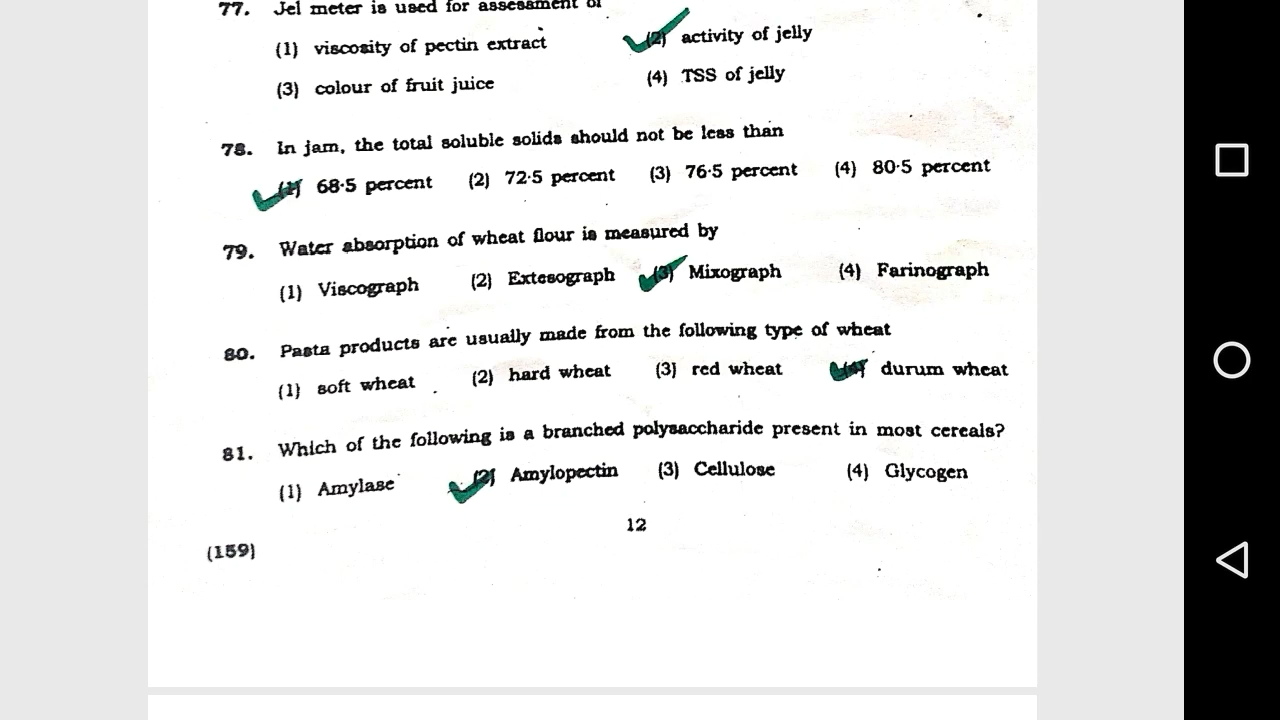 77. Jel meter is used for assessment of
(1) viscosity of pectin extract (2) activity of jelly
(3) colour of fruit juice (4) TSS of jelly
78. In jam, the total soluble solids should not be less than
(1) 68·5 percent (2) 72·5 percent (3) 76·5 percent (4) 80·5 percent
79. Water absorption of wheat flour is measured by
(1) Viscograph (2) Extesograph (3) Mixograph (4) Farinograph
80. Pasta products are usually made from the following type of wheat
(1) soft wheat (2) hard wheat (3) red wheat (4) durum wheat
81. Which of the following is a branched polysaccharide present in most cereals?
(1) Amylase (2) Amylopectin (3) Cellulose (4) Glycogen
12
(159)